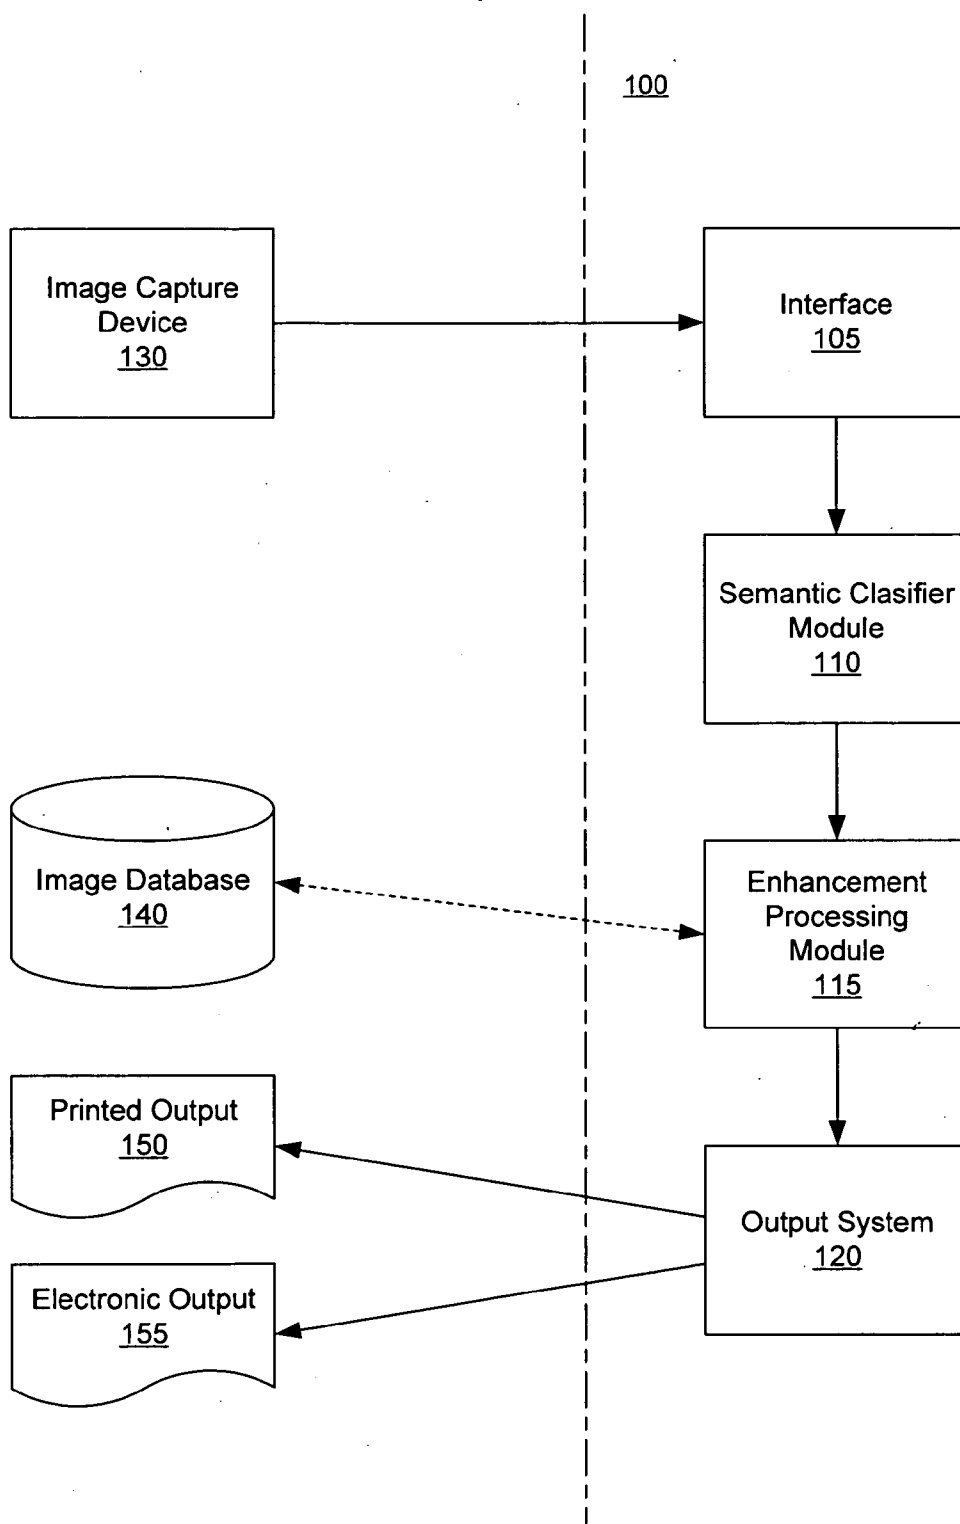 100
Image Capture
Device
130
Interface
105
Semantic Clasifier
Module
110
Image Database
140
Enhancement
Processing
Module
115
Printed Output
150
Output System
120
Electronic Output
155